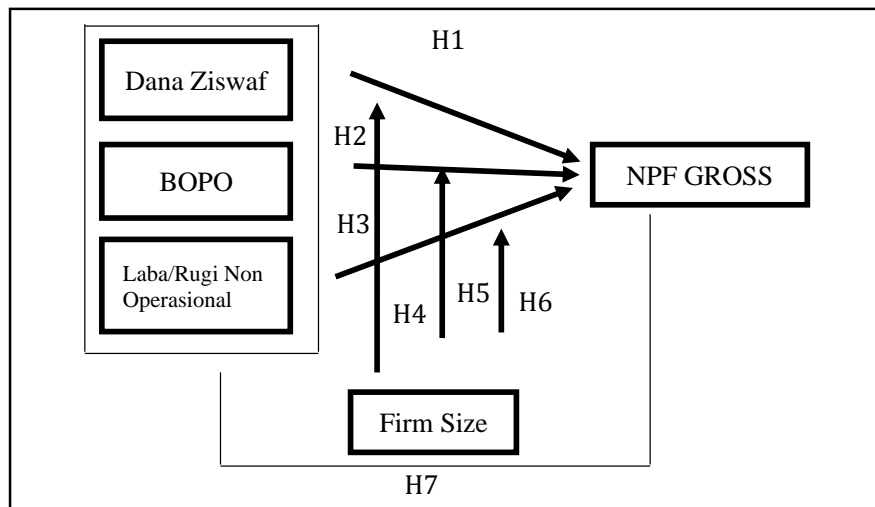 H1
Dana Ziswaf
H2
BOPO
NPF GROSS
H3
Laba/Rugi Non
Operasional
H4
H5
H6
Firm Size
H7